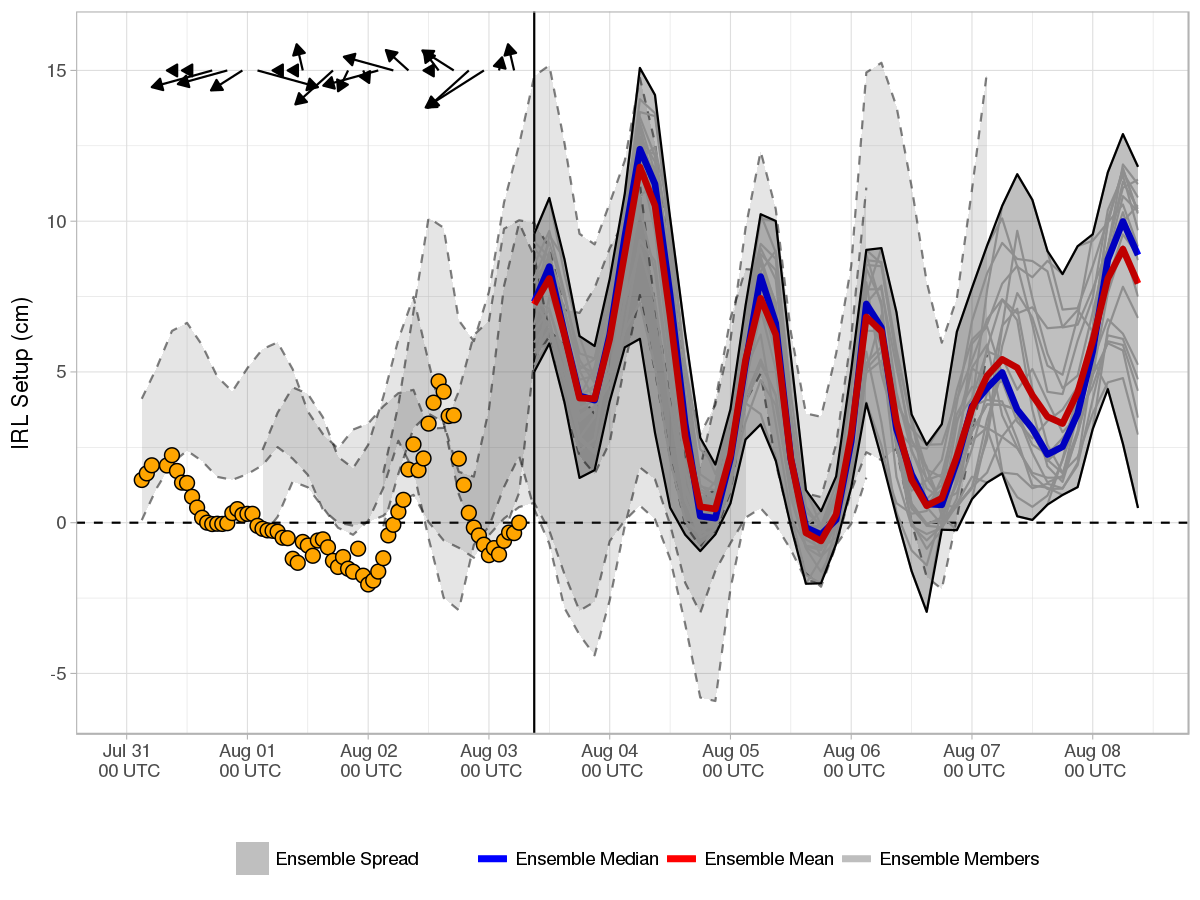 IRL Setup (cm)
15
10
5
0
-5
Jul 31 Aug 01 Aug 02 Aug 03 Aug 04 Aug 05 Aug 06 Aug 07 Aug 08
00 UTC 00 UTC 00 UTC 00 UTC 00 UTC 00 UTC 00 UTC 00 UTC 00 UTC
Ensemble Spread Ensemble Median Ensemble Mean Ensemble Members